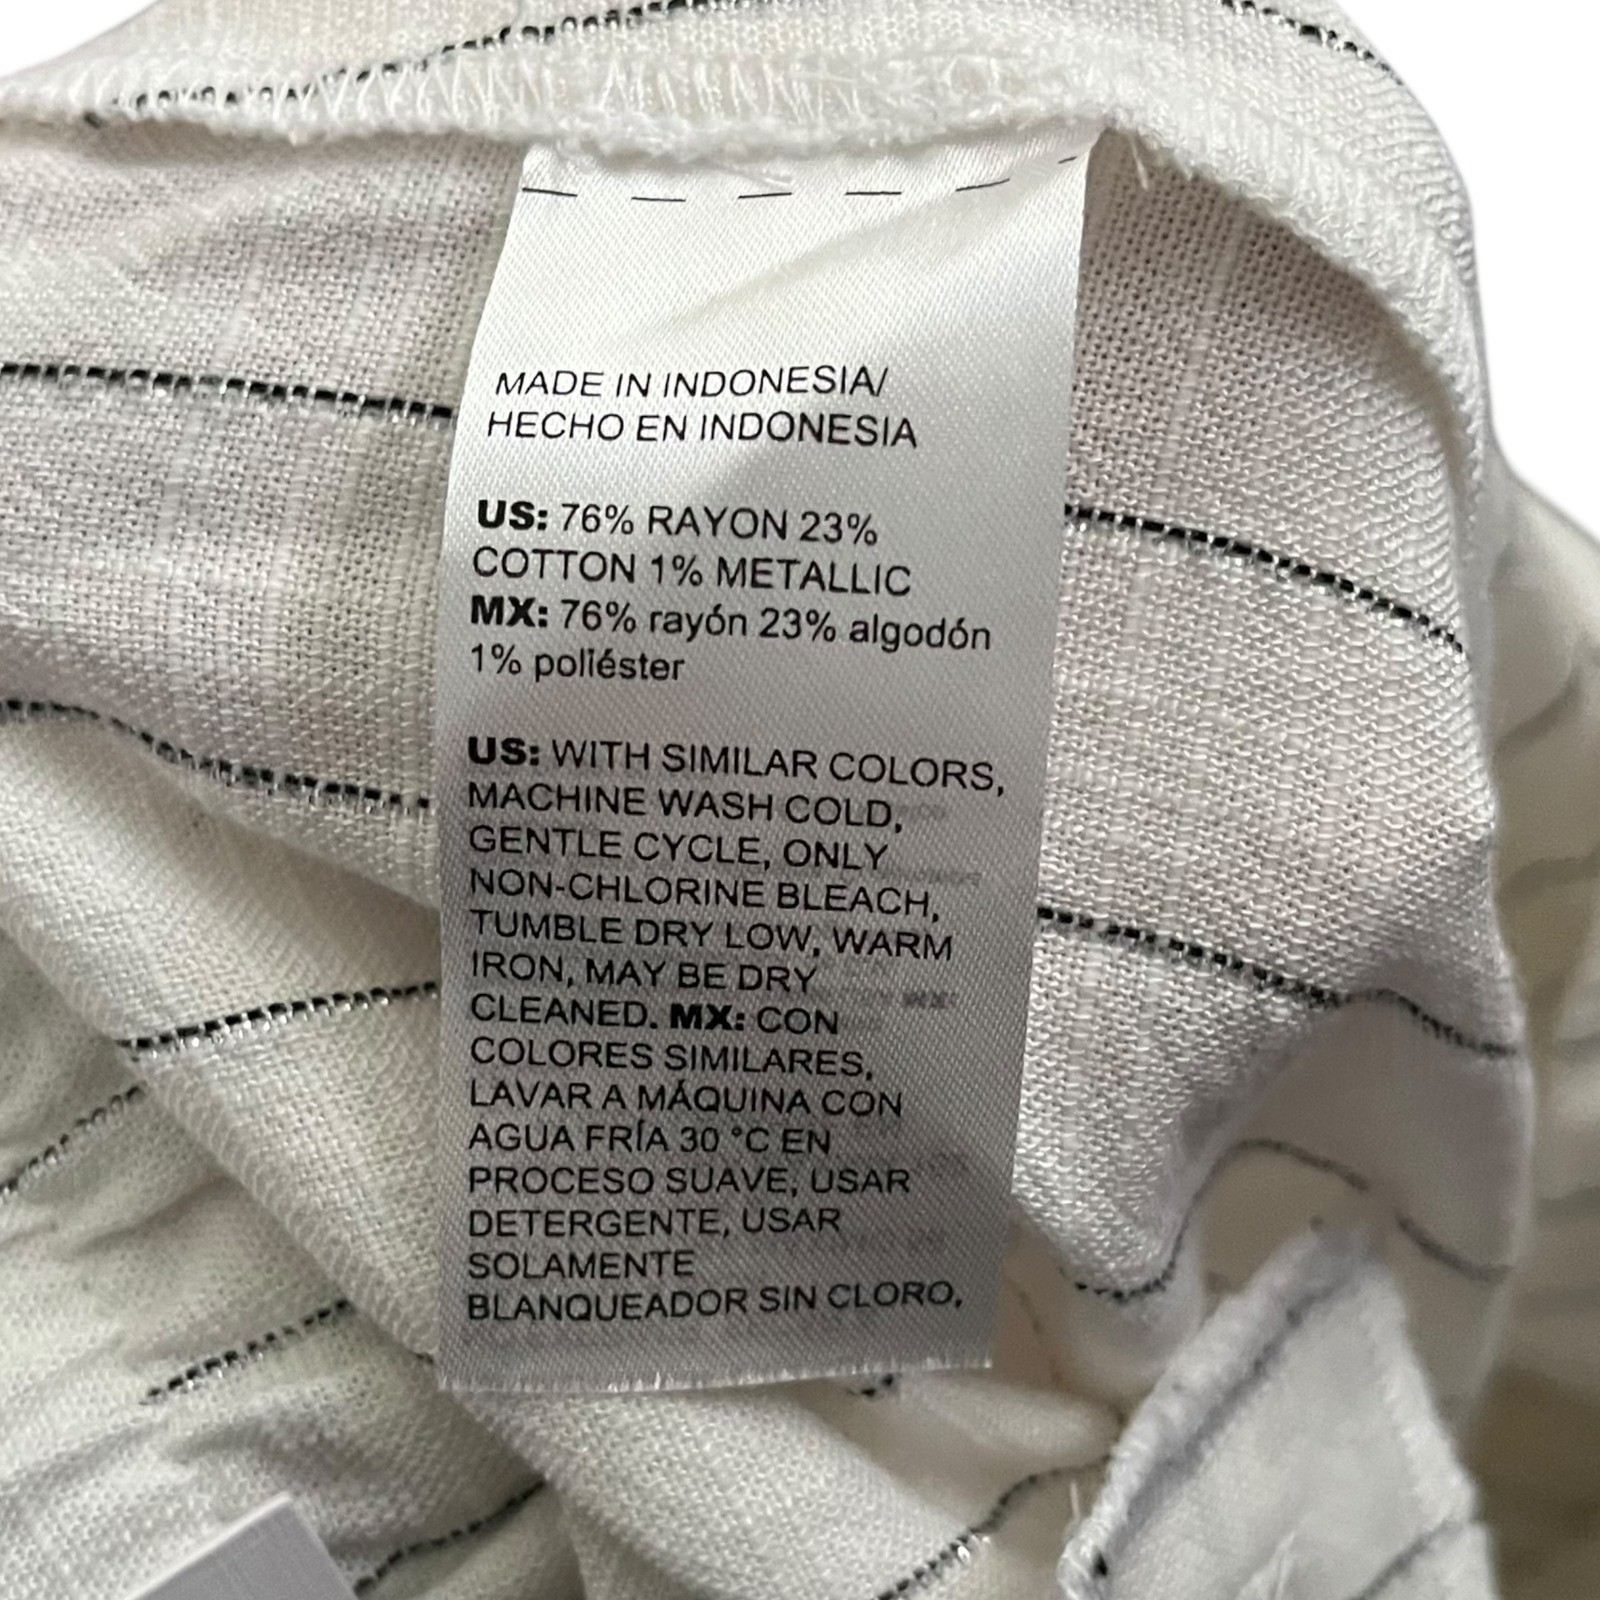 MADE IN INDONESIA/
HECHO EN INDONESIA
US: 76% RAYON 23%
COTTON 1% METALLIC
MX: 76% rayón 23% algodón
1% poliéster
US: WITH SIMILAR COLORS,
MACHINE WASH COLD,
GENTLE CYCLE, ONLY
NON-CHLORINE BLEACH,
TUMBLE DRY LOW, WARM
IRON, MAY BE DRY
CLEANED. MX: CON
COLORES SIMILARES,
LAVAR A MÁQUINA CON
AGUA FRÍA 30 °C EN
PROCESO SUAVE, USAR
DETERGENTE, USAR
SOLAMENTE
BLANQUEADOR SIN CLORO,